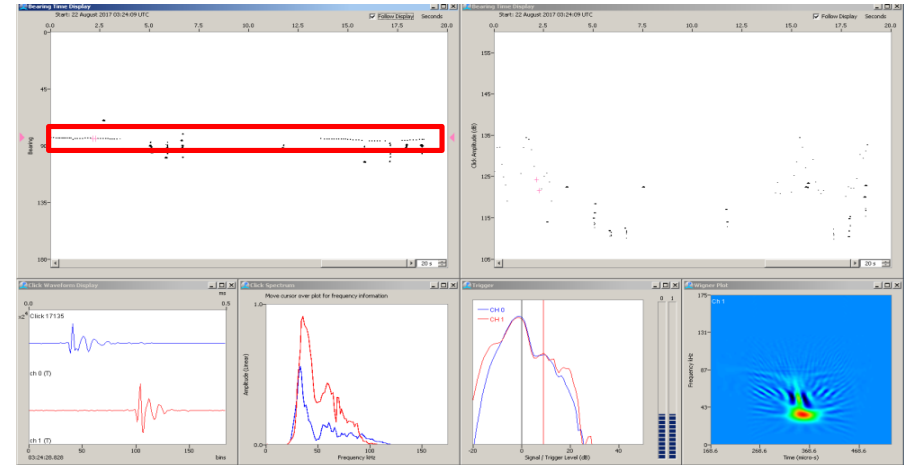 Bearing Time Display
Start: 22 August 2017 03:24:09 UTC
Follow Display Seconds
0.0 2.5 5.0 7.5 10.0 12.5 15.0 17.5 20.0
0
45
90
135
180
Bearing
20 s
Bearing Time Display
Start: 22 August 2017 03:24:09 UTC
Follow Display Seconds
0.0 2.5 5.0 7.5 10.0 12.5 15.0 17.5 20.0
155
145
135
125
115
105
Click Amplitude (dB)
20 s
Click Waveform Display
ms
0.0 0.5
Click 17135
ch 0 (T)
ch 1 (T)
0 50 100 150
03:24:28.828 bins
Click Spectrum
Move cursor over plot for frequency information
1.0
0.0
Amplitude (Linear)
0 50 100 150
Frequency kHz
Trigger
CH 0
CH 1
0 1
-20 0 20 40
Signal / Trigger Level (dB)
Wigner Plot
Ch 1
175
131
87
43
0
Frequency kHz
168.6 268.6 368.6 468.6
Time (micro-s)